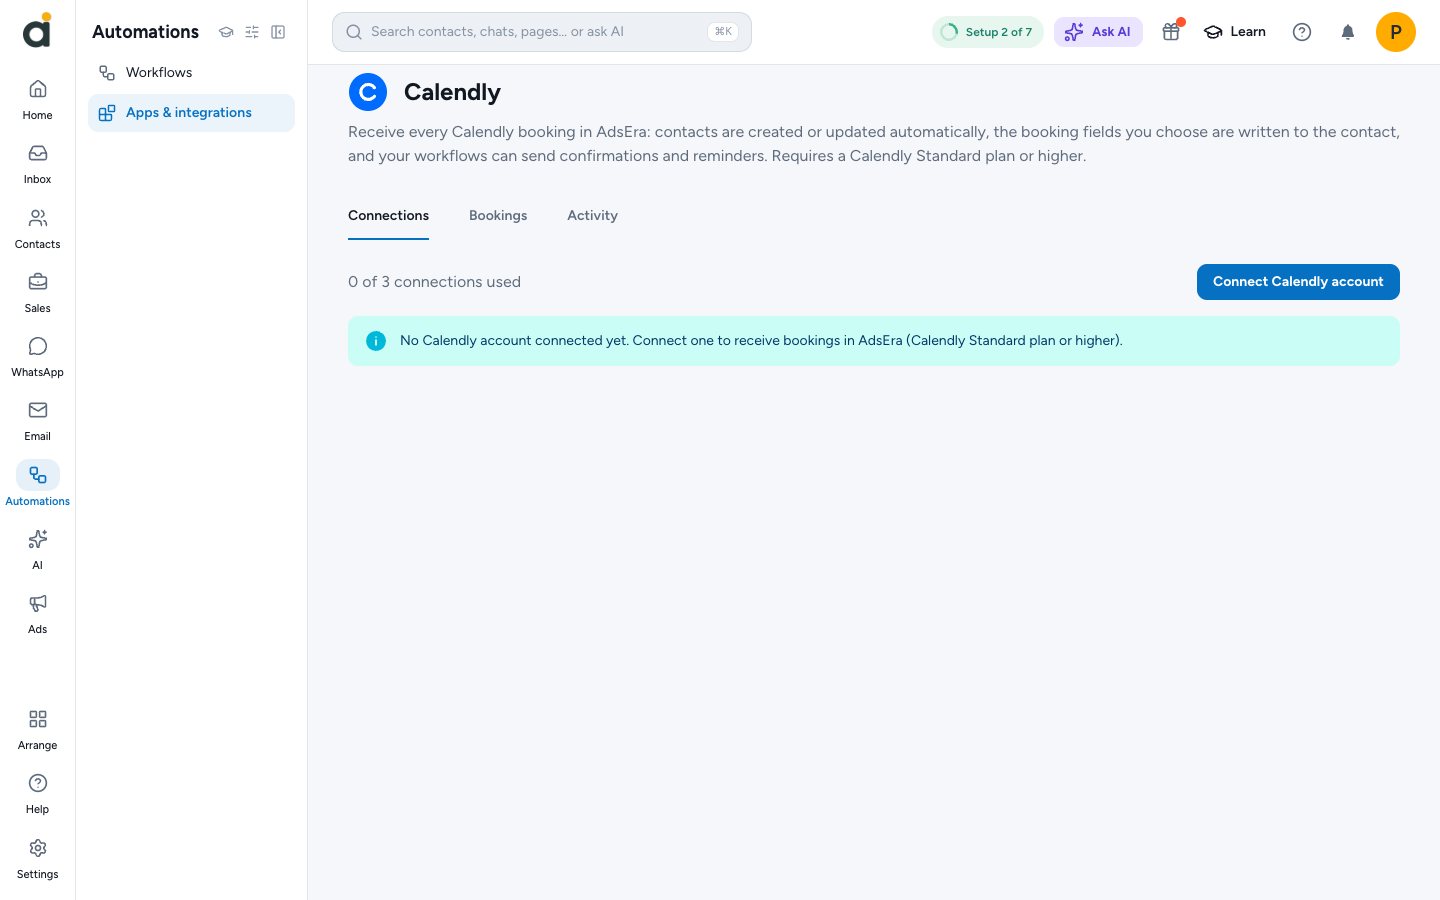 Automations
Workflows
Apps & integrations
Home
Inbox
Contacts
Sales
WhatsApp
Email
Automations
AI
Ads
Arrange
Help
Settings
Search contacts, chats, pages... or ask AI
⌘K
Setup 2 of 7
Ask AI
Learn
P
C
Calendly
Receive every Calendly booking in AdsEra: contacts are created or updated automatically, the booking fields you choose are written to the contact,
and your workflows can send confirmations and reminders. Requires a Calendly Standard plan or higher.
Connections
Bookings
Activity
0 of 3 connections used
Connect Calendly account
No Calendly account connected yet. Connect one to receive bookings in AdsEra (Calendly Standard plan or higher).